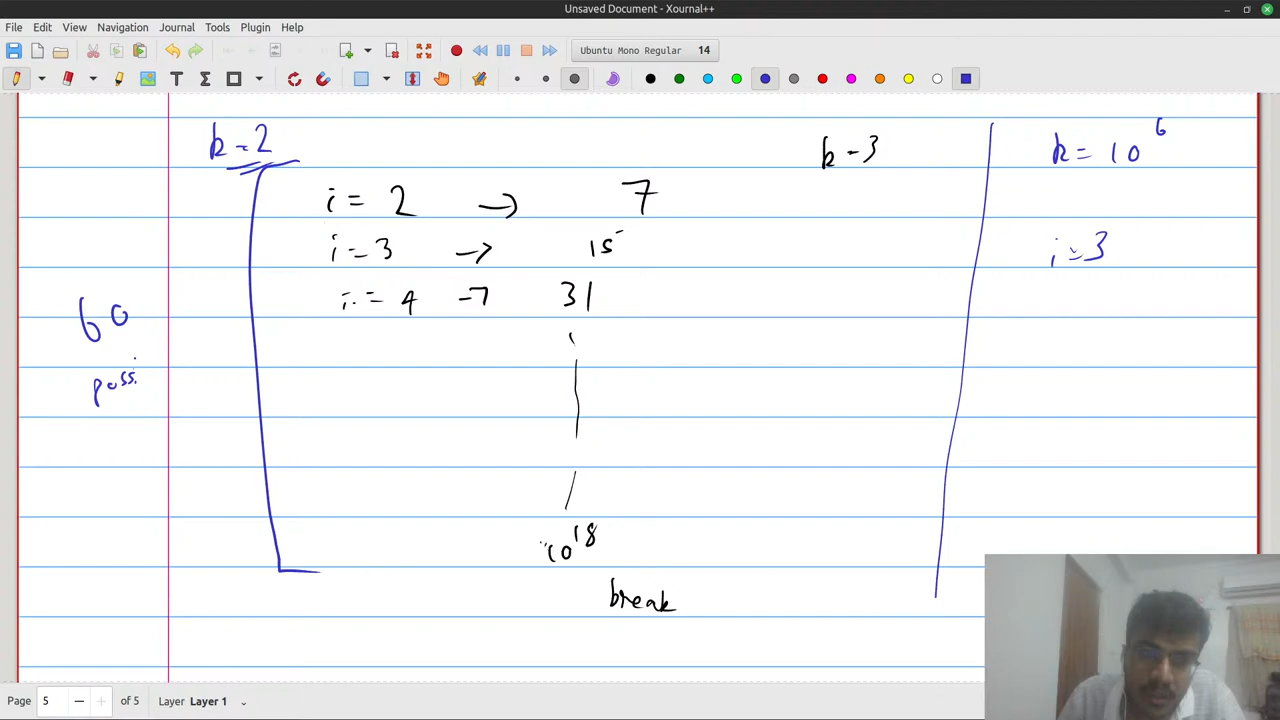 Unsaved Document - Xournal++
File Edit View Navigation Journal Tools Plugin Help
Ubuntu Mono Regular 14
k=2
k-3
k=10^6
i=2 → 7
i=3 → 15
i=3
i=4 → 31
60
possi
10^18
break
Page 5 of 5 Layer Layer 1